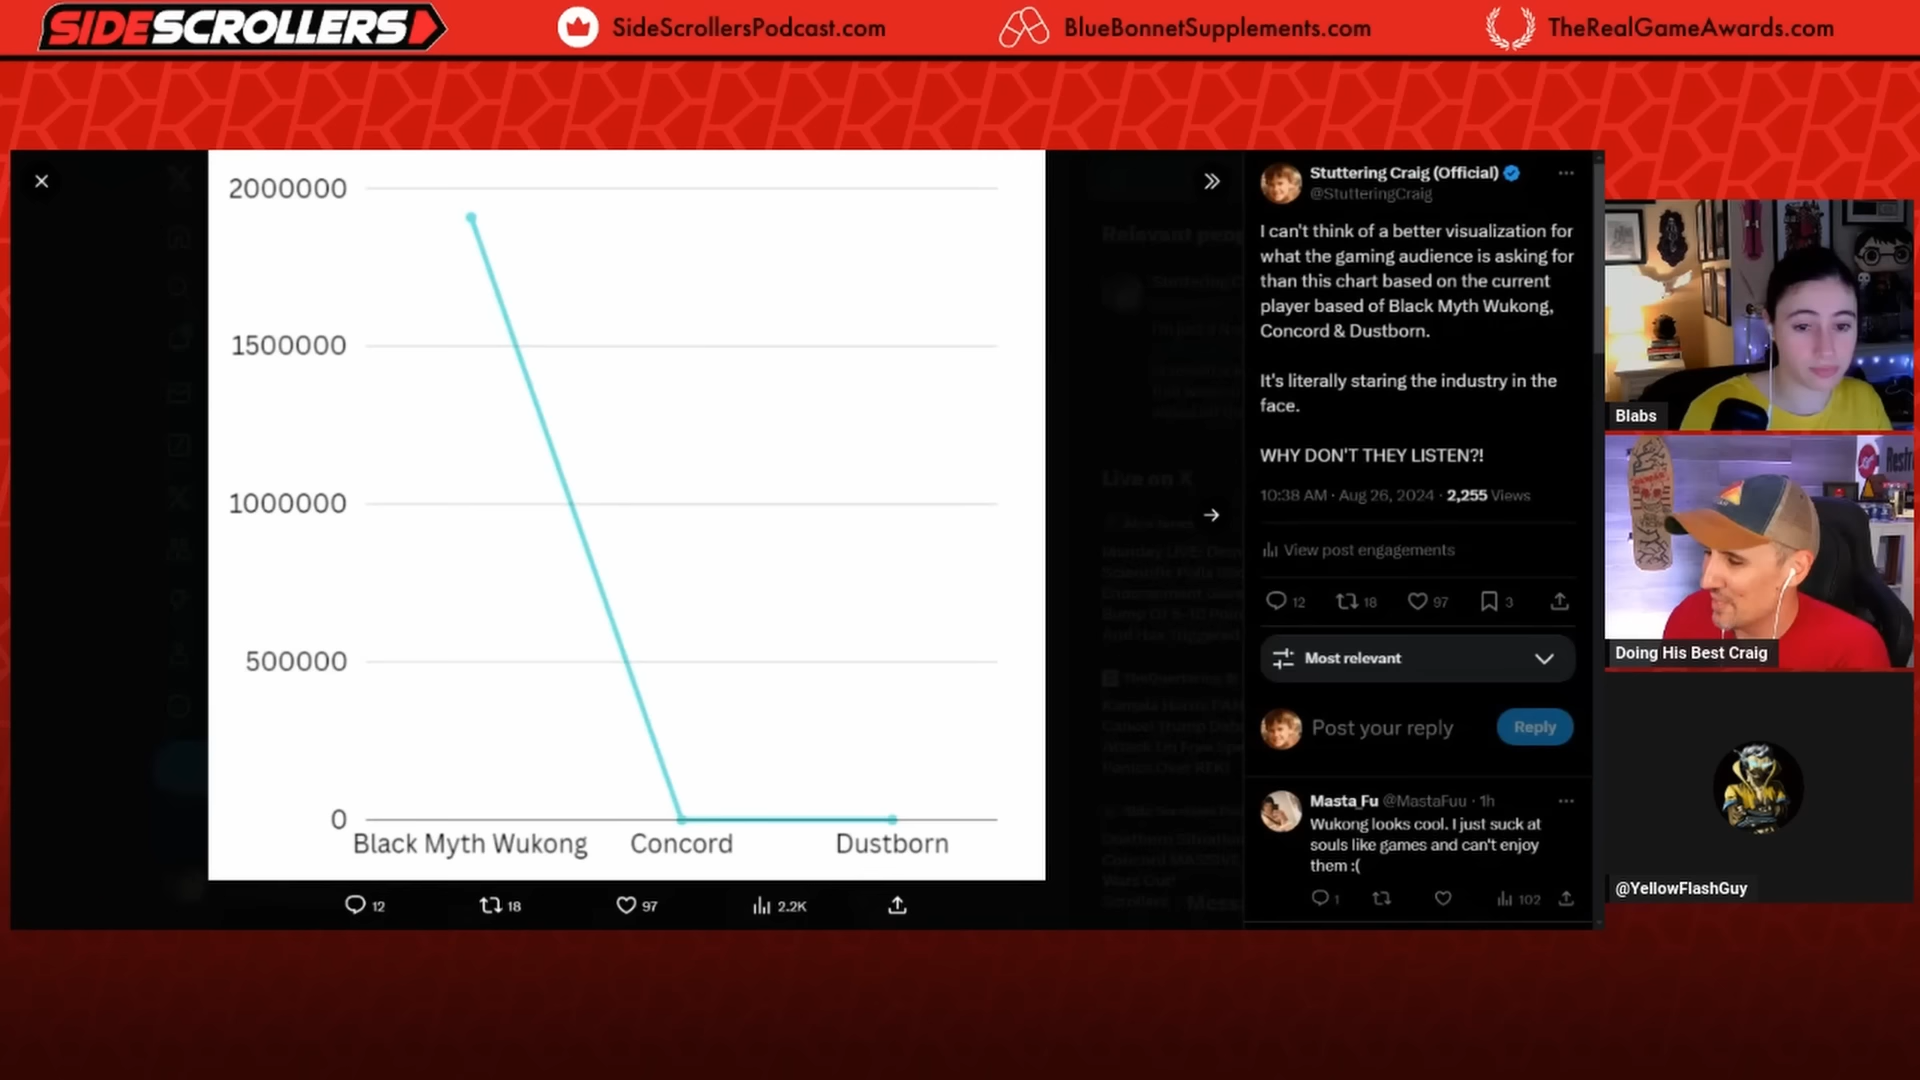 SIDESCROLLERS
SideScrollersPodcast.com
BlueBonnetSupplements.com
TheRealGameAwards.com
2000000
1500000
1000000
500000
0
Black Myth Wukong
Concord
Dustborn
12
18
97
2.2K
Relevant peop
Live on X
Stuttering Craig (Official)
@StutteringCraig
I can't think of a better visualization for
what the gaming audience is asking for
than this chart based on the current
player based of Black Myth Wukong,
Concord & Dustborn.
It's literally staring the industry in the
face.
WHY DON'T THEY LISTEN?!
10:38 AM · Aug 26, 2024 · 2,255 Views
View post engagements
12
18
97
3
Most relevant
Post your reply
Reply
Masta_Fu @MastaFuu · 1h
Wukong looks cool. I just suck at
souls like games and can't enjoy
them :(
1
102
Blabs
Doing His Best Craig
@YellowFlashGuy